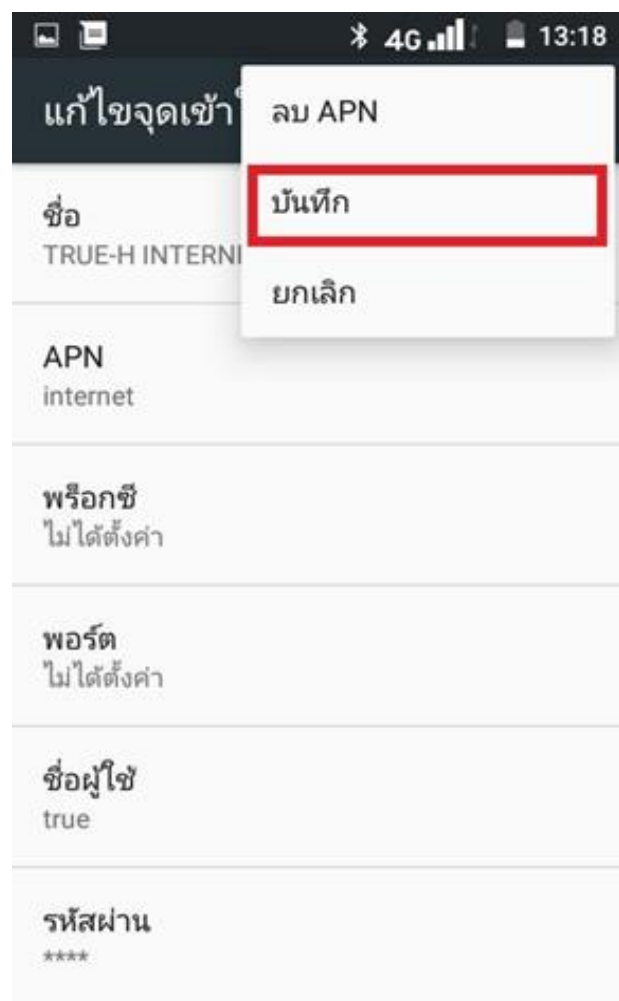 4G 13:18
แก้ไขจุดเข้า
ลบ APN
บันทึก
ยกเลิก
ชื่อ
TRUE-H
APN
internet
พร็อกซี
ไม่ได้ตั้งค่า
พอร์ต
ไม่ได้ตั้งค่า
ชื่อผู้ใช้
true
รหัสผ่าน
****